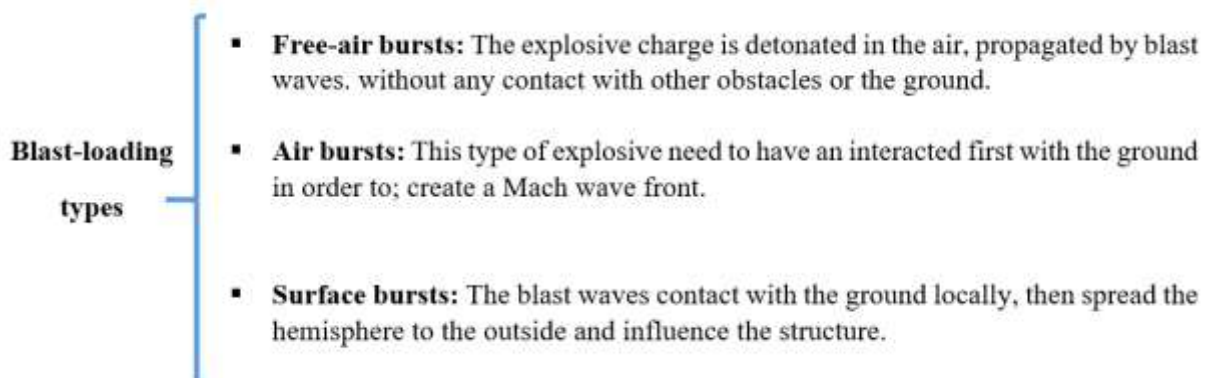 ▪ Free-air bursts: The explosive charge is detonated in the air, propagated by blast
waves. without any contact with other obstacles or the ground.
Blast-loading
types
▪ Air bursts: This type of explosive need to have an interacted first with the ground
in order to; create a Mach wave front.
▪ Surface bursts: The blast waves contact with the ground locally, then spread the
hemisphere to the outside and influence the structure.